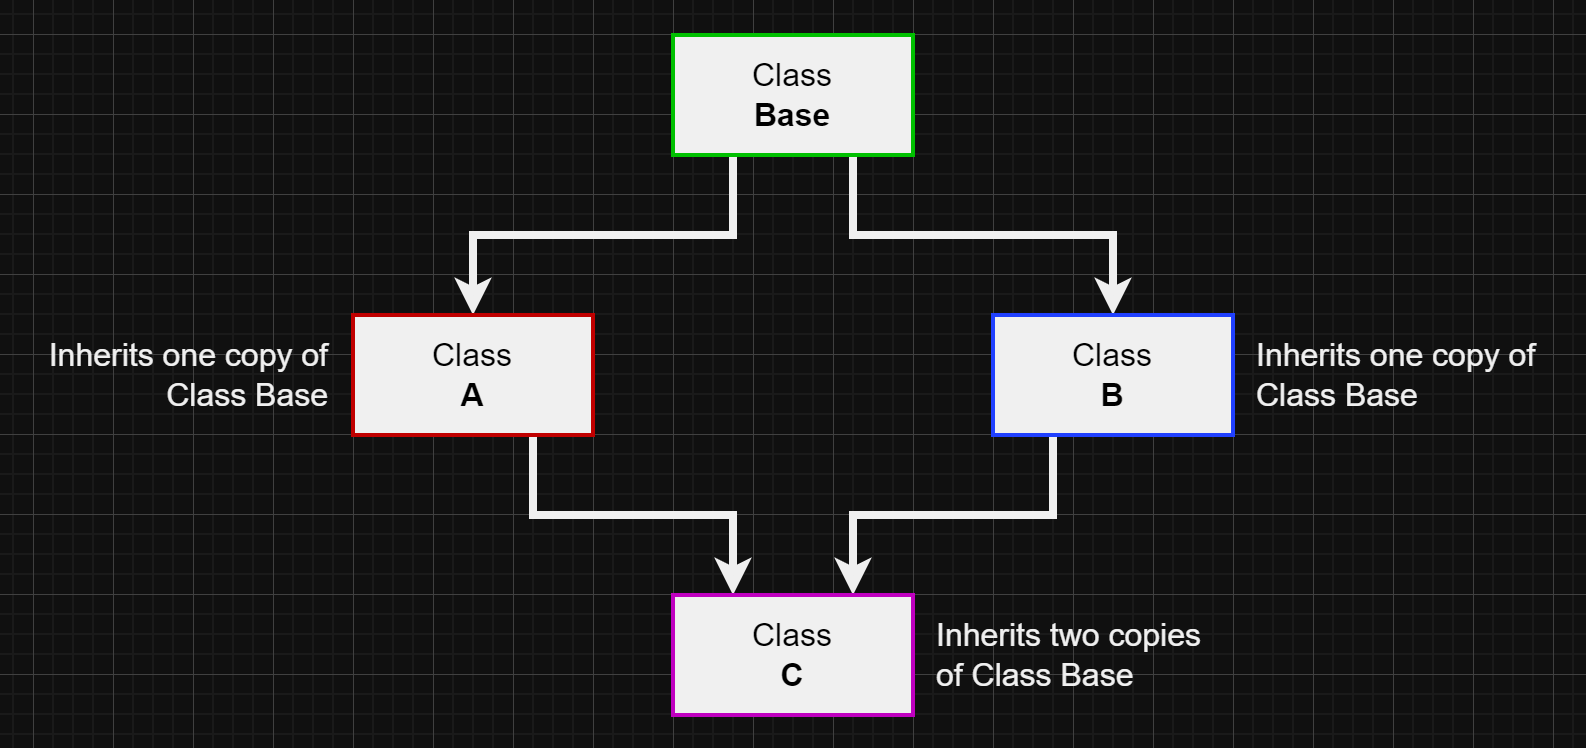 Class
Base
Inherits one copy of
Class Base
Class
A
Class
B
Inherits one copy of
Class Base
Class
C
Inherits two copies
of Class Base